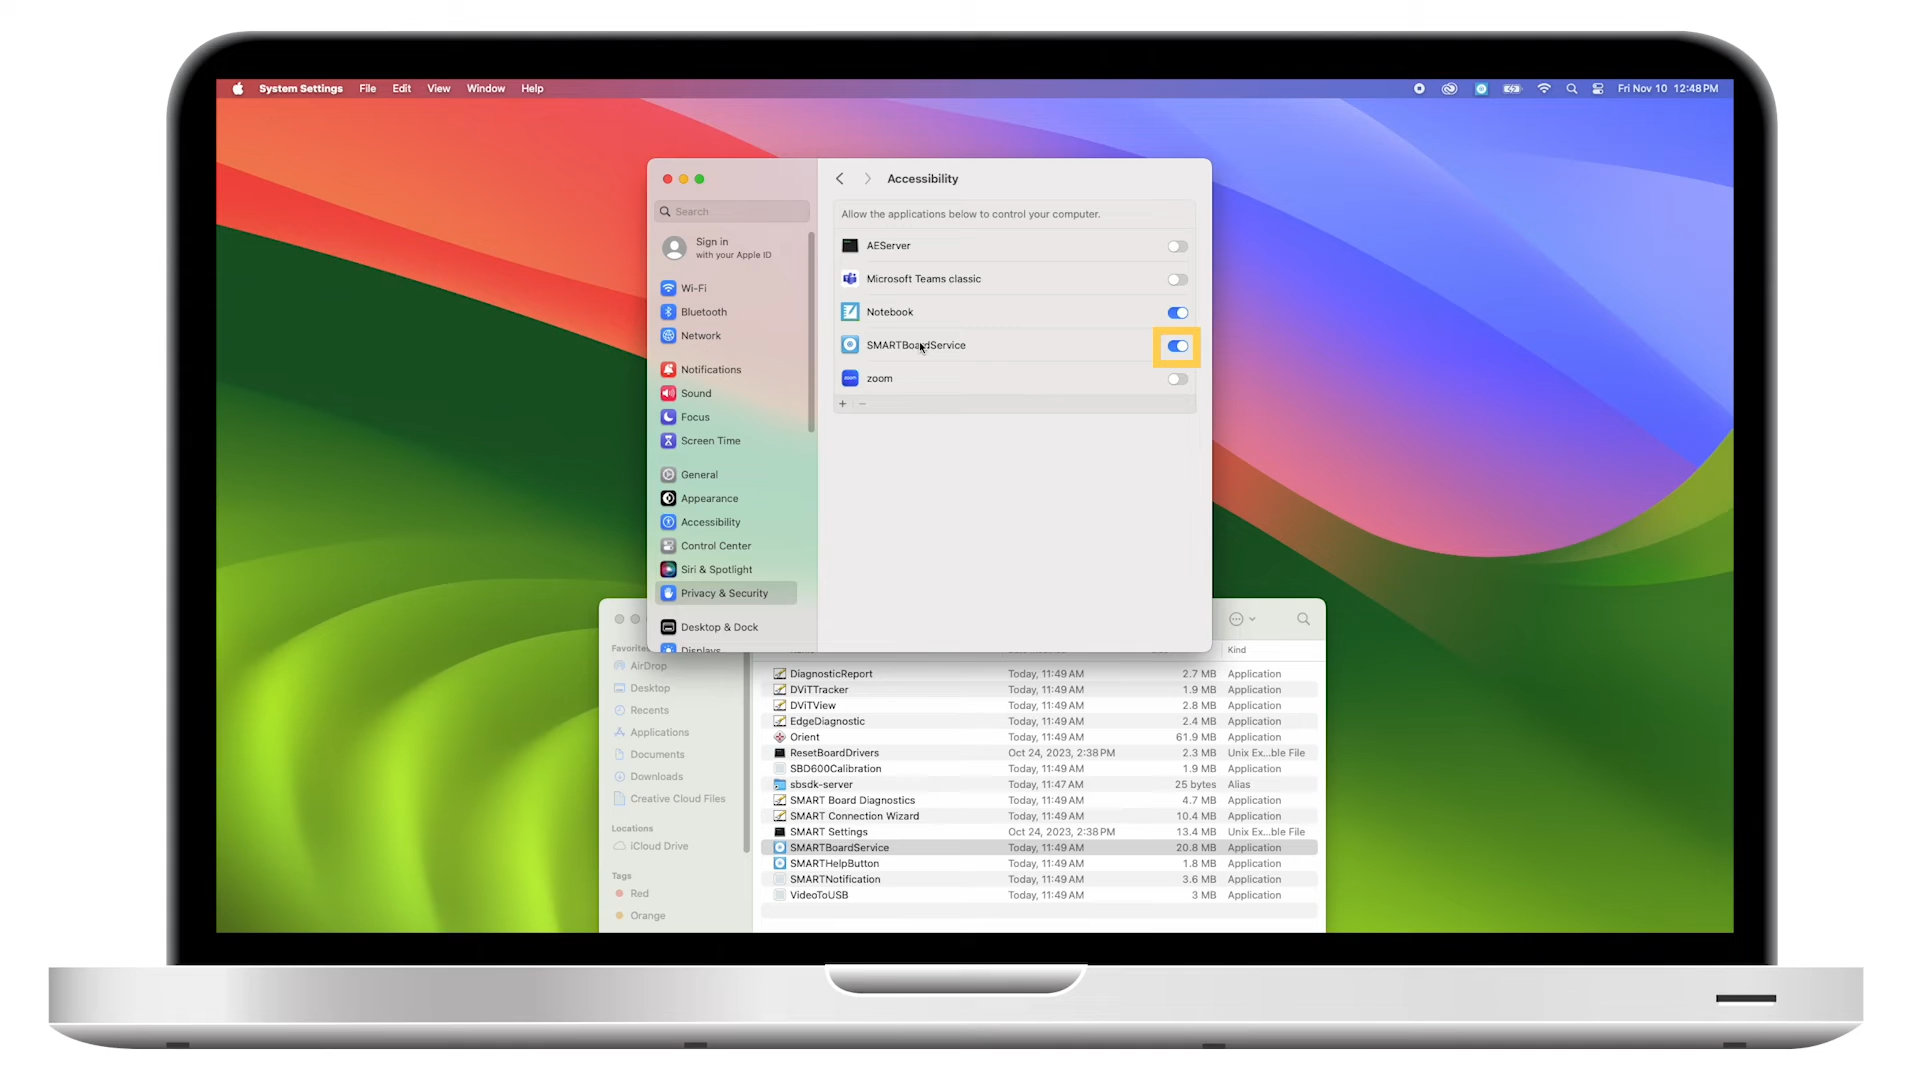 System Settings File Edit View Window Help
Fri Nov 10 12:48 PM
Accessibility
Search
Allow the applications below to control your computer.
Sign in
with your Apple ID
Wi-Fi
Bluetooth
Network
Notifications
Sound
Focus
Screen Time
General
Appearance
Accessibility
Control Center
Siri & Spotlight
Privacy & Security
Desktop & Dock
Displays
AEServer
Microsoft Teams classic
Notebook
SMARTBoardService
zoom
+ −
Favorites
AirDrop
Desktop
Recents
Applications
Documents
Downloads
Creative Cloud Files
Locations
iCloud Drive
Tags
Red
Orange
Kind
DiagnosticReport Today, 11:49 AM 2.7 MB Application
DViTTracker Today, 11:49 AM 1.9 MB Application
DViTView Today, 11:49 AM 2.8 MB Application
EdgeDiagnostic Today, 11:49 AM 2.4 MB Application
Orient Today, 11:49 AM 61.9 MB Application
ResetBoardDrivers Oct 24, 2023, 2:38 PM 2.3 MB Unix Ex...ble File
SBD600Calibration Today, 11:49 AM 1.9 MB Application
sbsdk-server Today, 11:47 AM 25 bytes Alias
SMART Board Diagnostics Today, 11:49 AM 4.7 MB Application
SMART Connection Wizard Today, 11:49 AM 10.4 MB Application
SMART Settings Oct 24, 2023, 2:38 PM 13.4 MB Unix Ex...ble File
SMARTBoardService Today, 11:49 AM 20.8 MB Application
SMARTHelpButton Today, 11:49 AM 1.8 MB Application
SMARTNotification Today, 11:49 AM 3.6 MB Application
VideoToUSB Today, 11:49 AM 3 MB Application